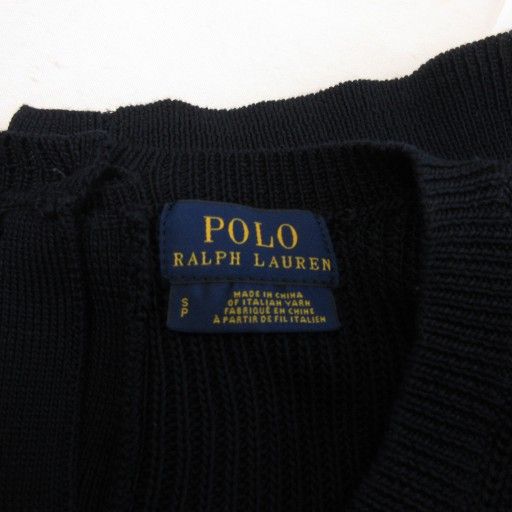 POLO
RALPH LAUREN
S
P
MADE IN CHINA
OF ITALIAN YARN
FABRIQUÉ EN CHINE
À PARTIR DE FIL ITALIEN